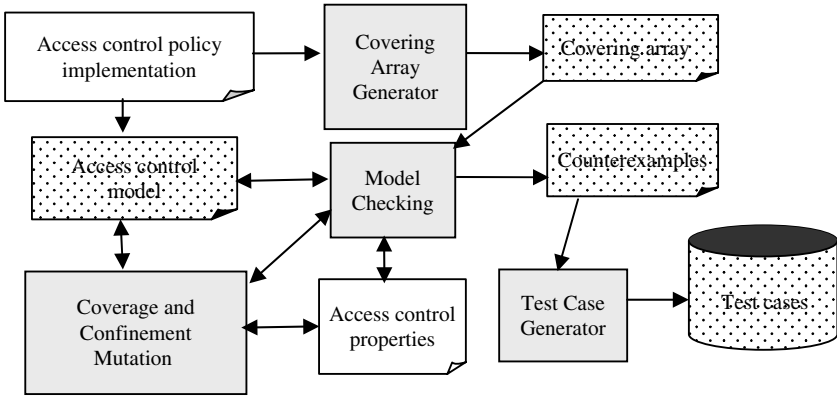 Access control policy
implementation
Covering
Array
Generator
Covering array
Access control
model
Model
Checking
Counterexamples
Coverage and
Confinement
Mutation
Access control
properties
Test Case
Generator
Test cases